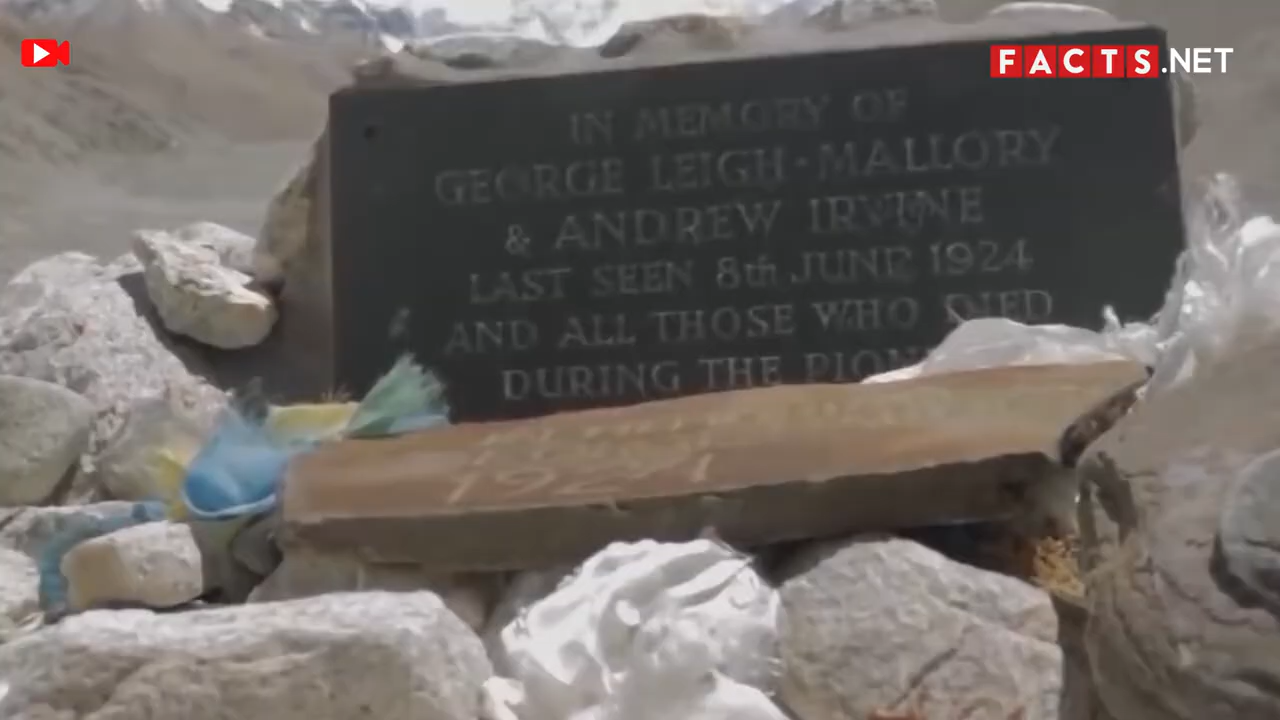 FACTS.NET
IN MEMORY OF
GEORGE LEIGH-MALLORY
& ANDREW IRVINE
LAST SEEN 8th JUNE 1924
AND ALL THOSE WHO
DURING THE